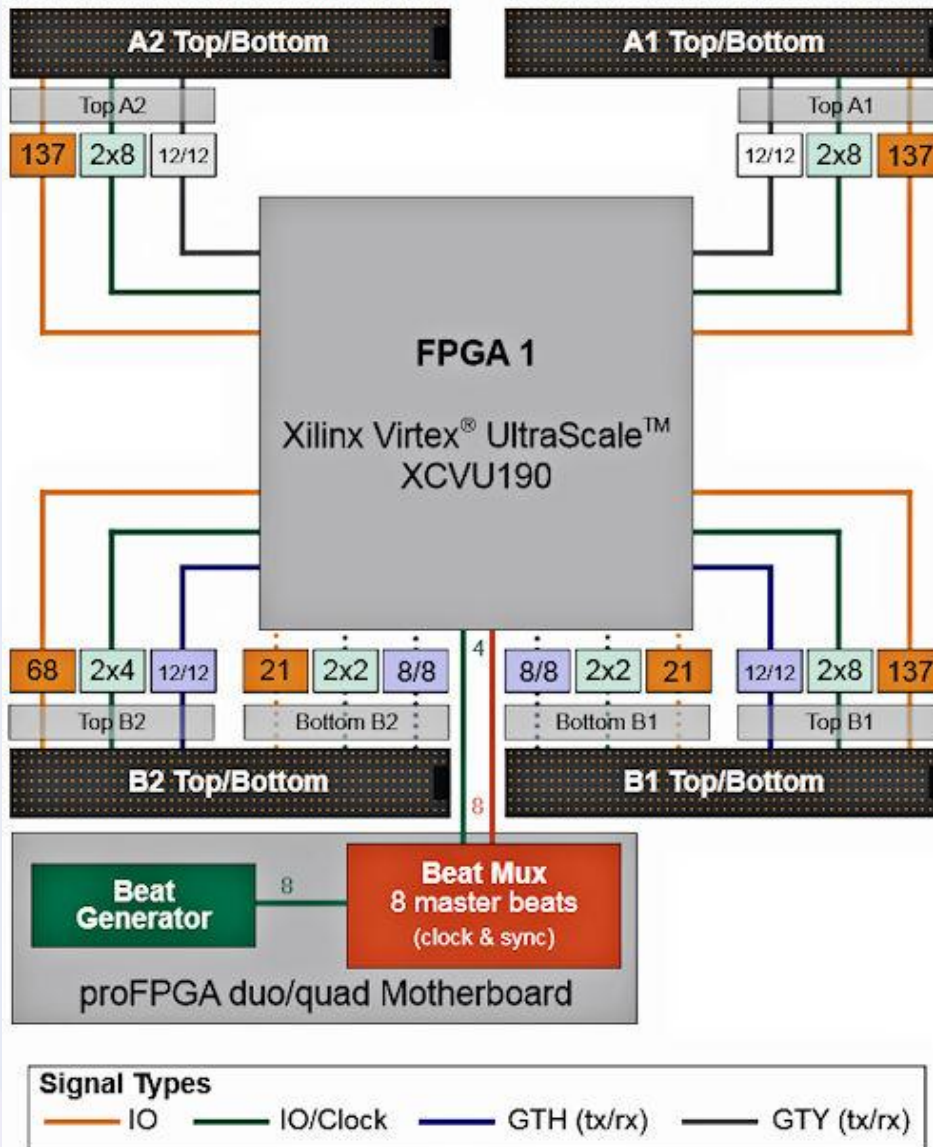 A2 Top/Bottom
A1 Top/Bottom
Top A2
Top A1
137 2x8 12/12
12/12 2x8 137
FPGA 1
Xilinx Virtex® UltraScale™
XCVU190
4
68 2x4 12/12
21 2x2 8/8
8/8 2x2 21
12/12 2x8 137
Top B2
Bottom B2
Bottom B1
Top B1
B2 Top/Bottom
B1 Top/Bottom
8
Beat
Generator
8
Beat Mux
8 master beats
(clock & sync)
proFPGA duo/quad Motherboard
Signal Types
IO
IO/Clock
GTH (tx/rx)
GTY (tx/rx)